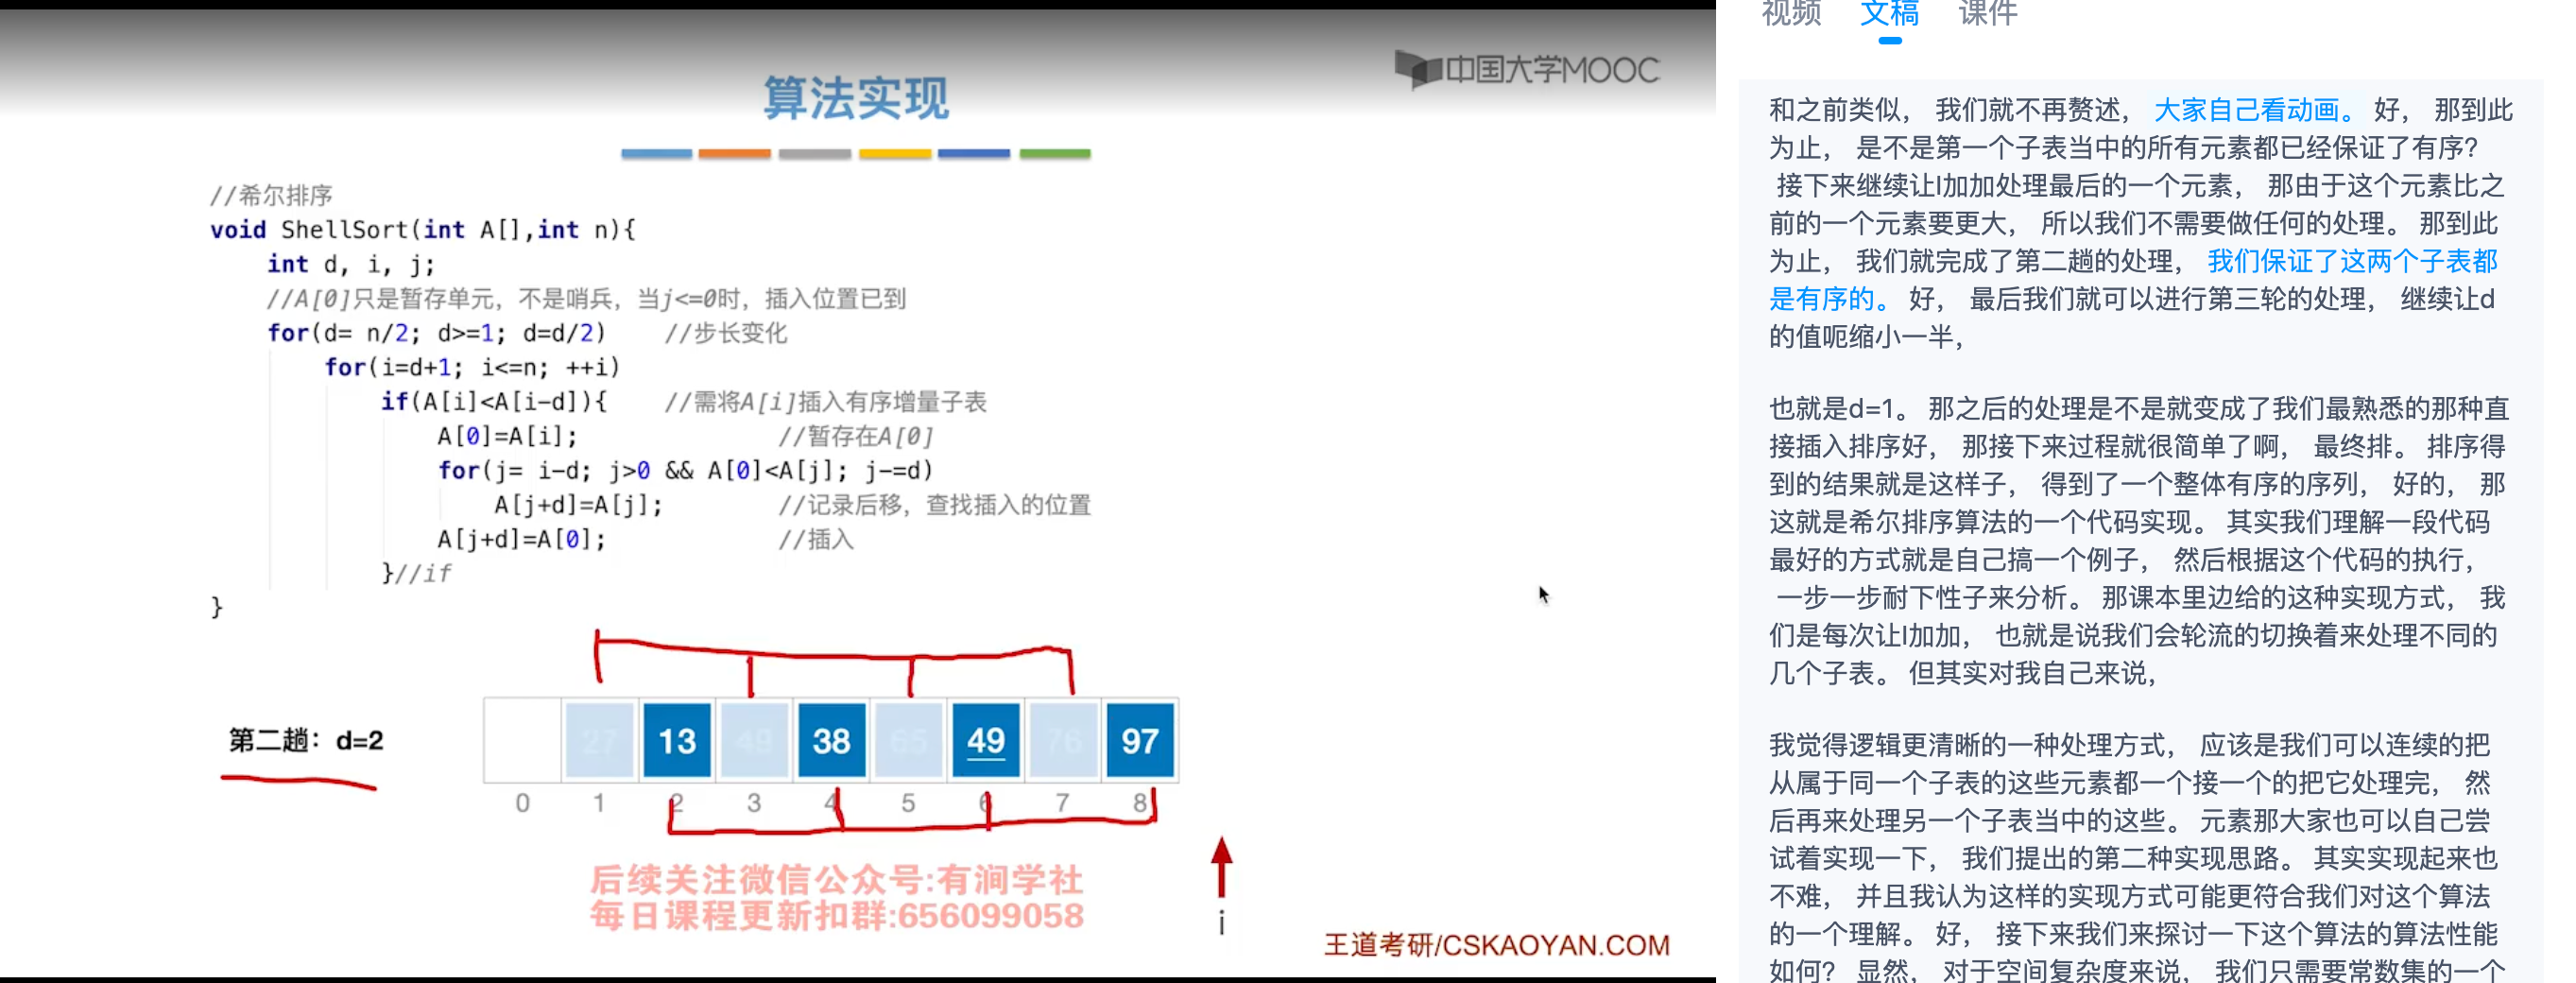 中国大学MOOC
算法实现
//希尔排序
void ShellSort(int A[],int n){
int d, i, j;
//A[0]只是暂存单元，不是哨兵，当j<=0时，插入位置已到
for(d= n/2; d>=1; d=d/2) //步长变化
for(i=d+1; i<=n; ++i)
if(A[i]<A[i-d]){ //需将A[i]插入有序增量子表
A[0]=A[i]; //暂存在A[0]
for(j= i-d; j>0 && A[0]<A[j]; j-=d)
A[j+d]=A[j]; //记录后移，查找插入的位置
A[j+d]=A[0]; //插入
}//if
}
第二趟：d=2
27 13 49 38 65 49 76 97
0 1 2 3 4 5 6 7 8
i
后续关注微信公众号:有涧学社
每日课程更新扣群:656099058
王道考研/CSKAOYAN.COM
视频 文稿 课件
和之前类似， 我们就不再赘述， 大家自己看动画。 好， 那到此
为止， 是不是第一个子表当中的所有元素都已经保证了有序？
接下来继续让I加加处理最后的一个元素， 那由于这个元素比之
前的一个元素要更大， 所以我们不需要做任何的处理。 那到此
为止， 我们就完成了第二趟的处理， 我们保证了这两个子表都
是有序的。 好， 最后我们就可以进行第三轮的处理， 继续让d
的值呃缩小一半，
也就是d=1。 那之后的处理是不是就变成了我们最熟悉的那种直
接插入排序好， 那接下来过程就很简单了啊， 最终排。 排序得
到的结果就是这样子， 得到了一个整体有序的序列， 好的， 那
这就是希尔排序算法的一个代码实现。 其实我们理解一段代码
最好的方式就是自己搞一个例子， 然后根据这个代码的执行，
一步一步耐下性子来分析。 那课本里边给的这种实现方式， 我
们是每次让I加加， 也就是说我们会轮流的切换着来处理不同的
几个子表。 但其实对我自己来说，
我觉得逻辑更清晰的一种处理方式， 应该是我们可以连续的把
从属于同一个子表的这些元素都一个接一个的把它处理完， 然
后再来处理另一个子表当中的这些。 元素那大家也可以自己尝
试着实现一下， 我们提出的第二种实现思路。 其实实现起来也
不难， 并且我认为这样的实现方式可能更符合我们对这个算法
的一个理解。 好， 接下来我们来探讨一下这个算法的算法性能
如何？ 显然， 对于空间复杂度来说， 我们只需要常数集的一个